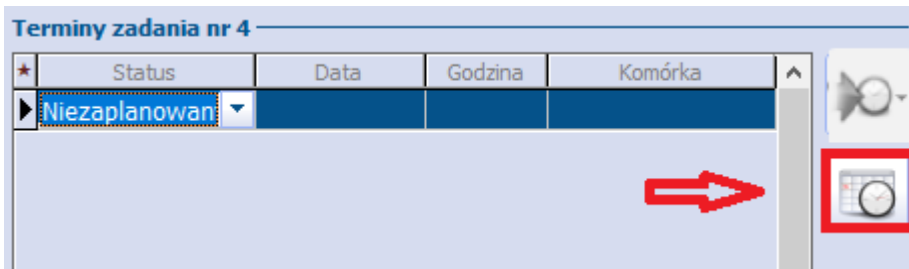 Terminy zadania nr 4
* Status Data Godzina Komórka
Niezaplanowan